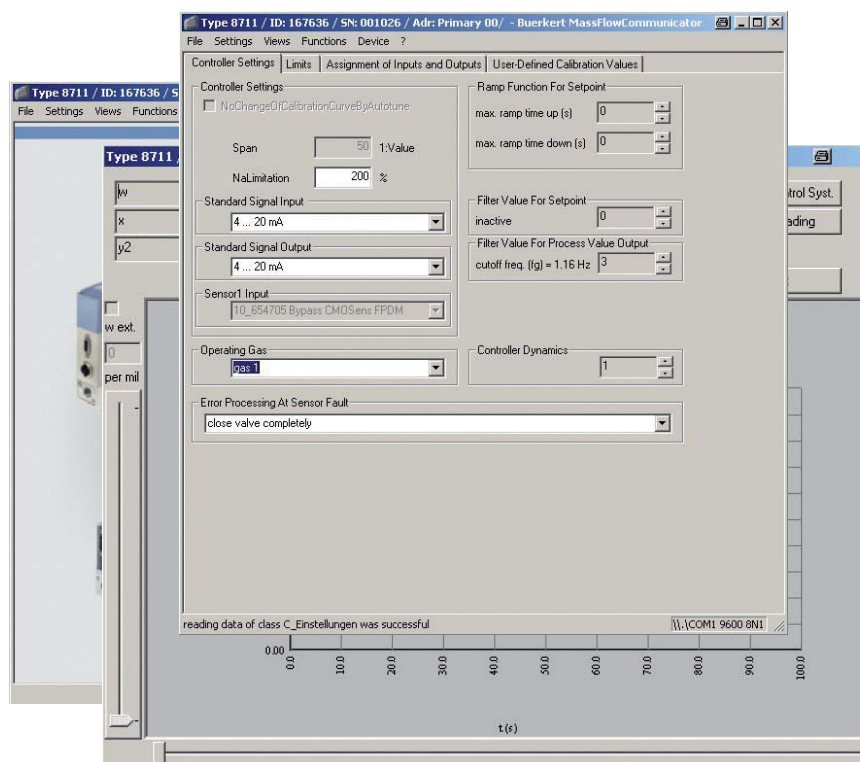 Type 8711 / ID: 167636 / SN: 001026 / Adr: Primary 00/ - Buerkert MassFlowCommunicator
File Settings Views Functions Device ?
Controller Settings Limits Assignment of Inputs and Outputs User-Defined Calibration Values
Controller Settings
NoChangeOfCalibrationCurveByAutotune
Span 50 1:Value
NaLimitation 200 %
Standard Signal Input
4 ... 20 mA
Standard Signal Output
4 ... 20 mA
Sensor1 Input
10_654705 Bypass CMOSens FPDM
Operating Gas
gas 1
Error Processing At Sensor Fault
close valve completely
Ramp Function For Setpoint
max. ramp time up (s) 0
max. ramp time down (s) 0
Filter Value For Setpoint
inactive 0
Filter Value For Process Value Output
cutoff freq. (fg) = 1.16 Hz 3
Controller Dynamics
1
reading data of class C_Einstellungen was successful \\.\COM1 9600 8N1
Type 8711 / ID: 167636 / S
File Settings Views Functions
Type 8711 /
w
x
y2
trol Syst.
ading
w ext.
0
per mil
0.00
0.0 10.0 20.0 30.0 40.0 50.0 60.0 70.0 80.0 90.0 100.0
t(s)